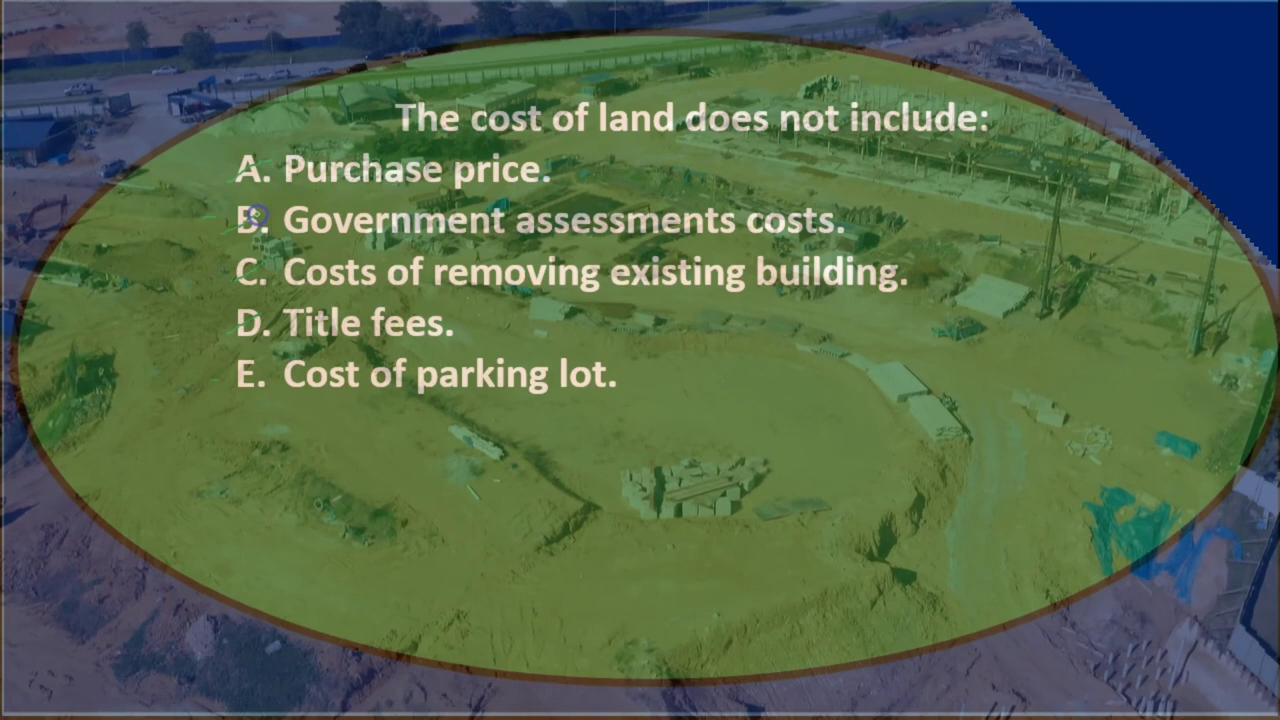 The cost of land does not include:
A. Purchase price.
B. Government assessments costs.
C. Costs of removing existing building.
D. Title fees.
E. Cost of parking lot.